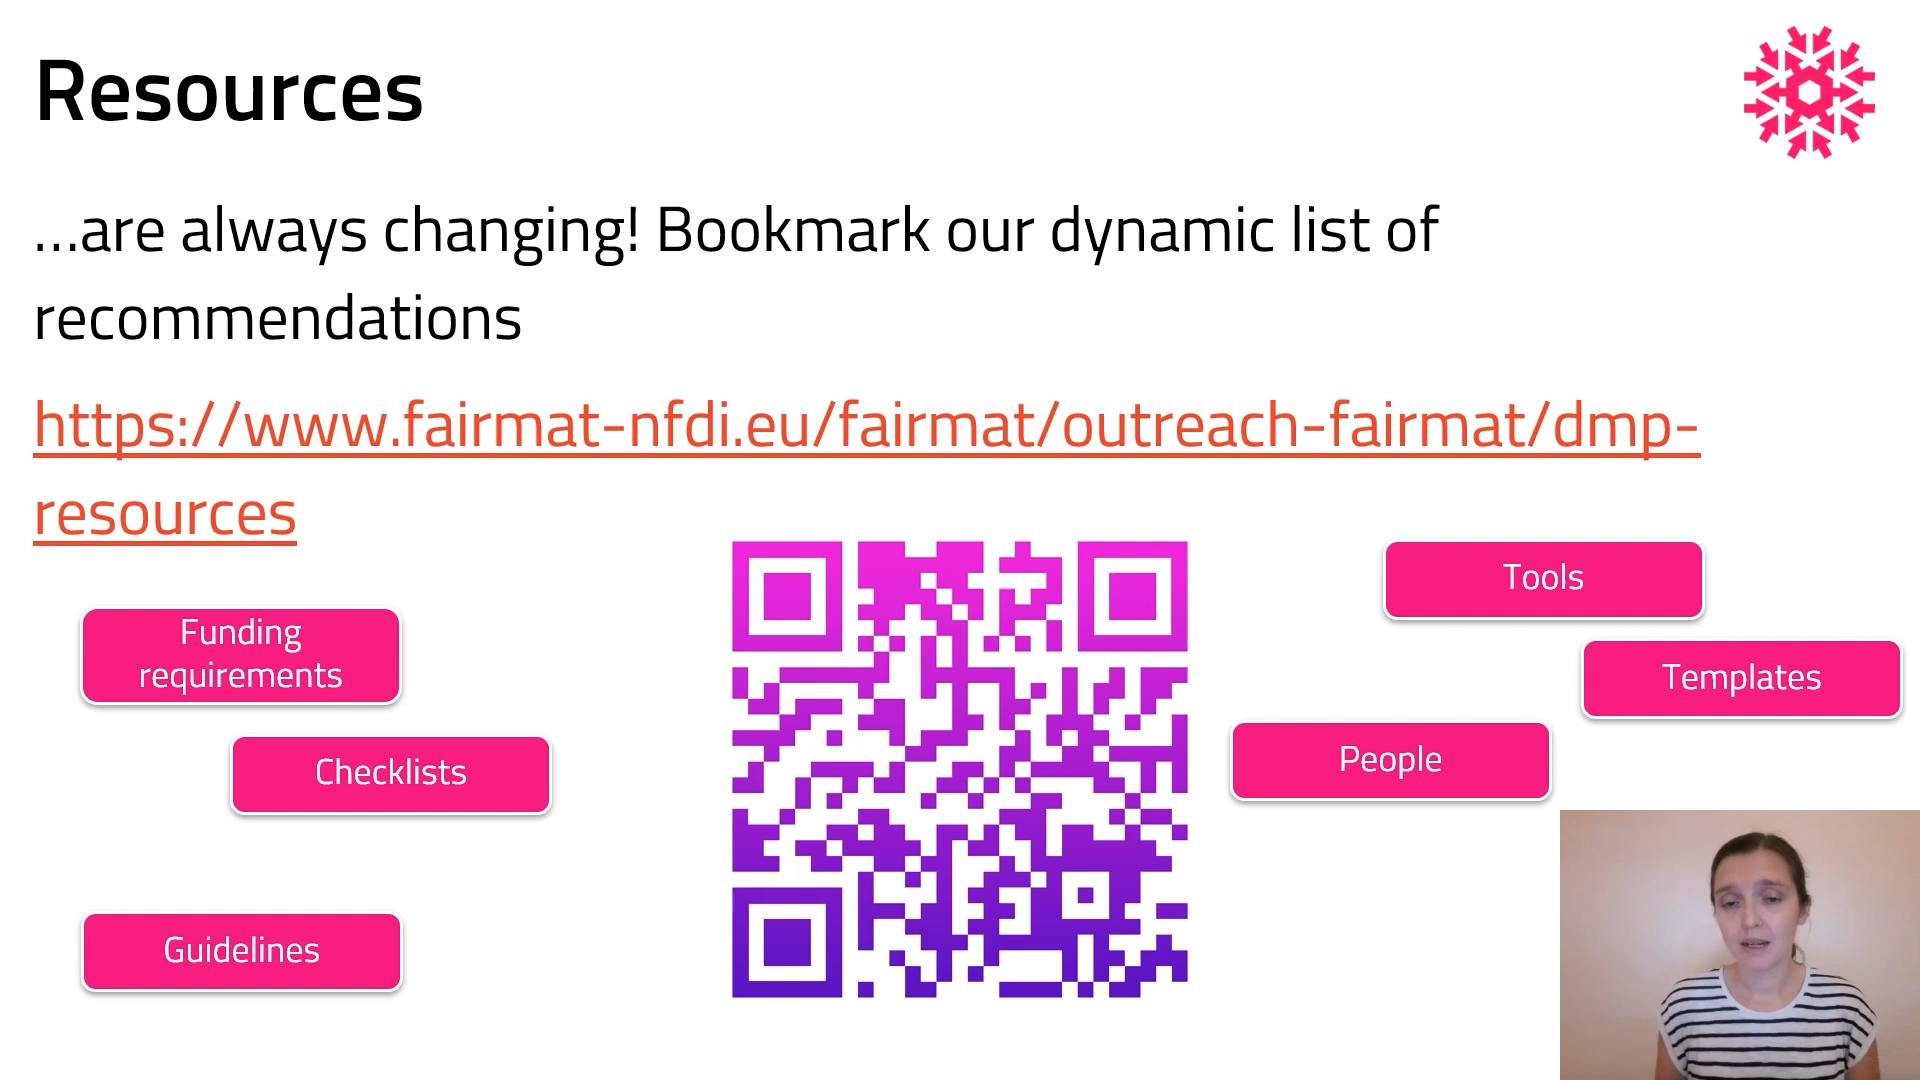 Resources
...are always changing! Bookmark our dynamic list of
recommendations
https://www.fairmat-nfdi.eu/fairmat/outreach-fairmat/dmp-
resources
Funding
requirements
Checklists
Guidelines
Tools
Templates
People